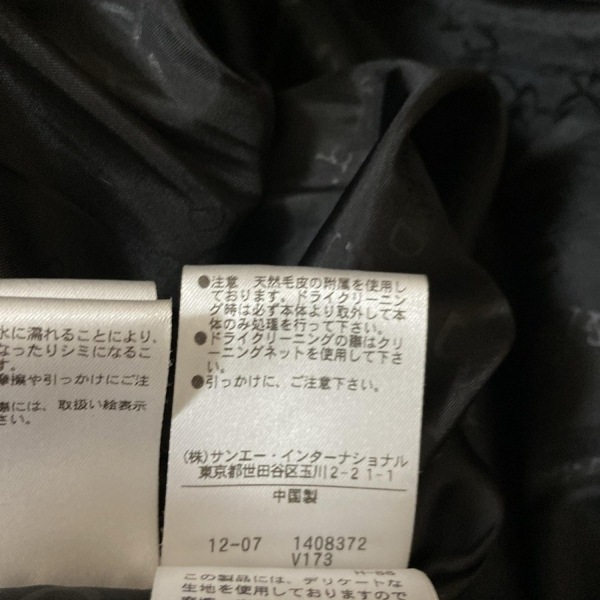 水に濡れることにより、
なったりシミになるこ
す。
摩擦や引っかけにご注
際には、取扱い絵表示
さい。
●注意 天然毛皮の附属を使用し
ております。ドライクリーニン
グ時は必ず本体より取外して本
体のみ処理を行って下さい。
●ドライクリーニングの際はクリ
ーニングネットを使用して下さ
い。
●引っかけに、ご注意下さい。
(株)サンエー・インターナショナル
東京都世田谷区玉川2-21-1
中国製
12-07 1408372
V173
この製品には、デリケートな
生地を使用しておりますので